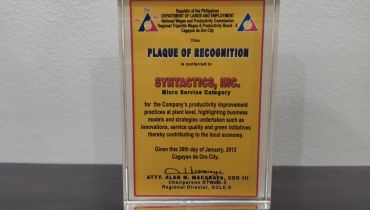 Republic of the Philippines
DEPARTMENT OF LABOR AND EMPLOYMENT
National Wages and Productivity Commission
Regional Tripartite Wages & Productivity Board - X
Cagayan de Oro City
This
PLAQUE OF RECOGNITION
is conferred to
SYNTACTICS, INC.
Micro Service Category
for the Company's productivity improvement
practices at plant level, highlighting business
models and strategies undertaken such as
innovations, service quality and green initiatives
thereby contributing to the local economy.
Given this 30th day of January, 2012
Cagayan de Oro City.
ATTY. ALAN M. MACARAYA, CEO III
Chairperson RTWPB-X
Regional Director, DOLE-X